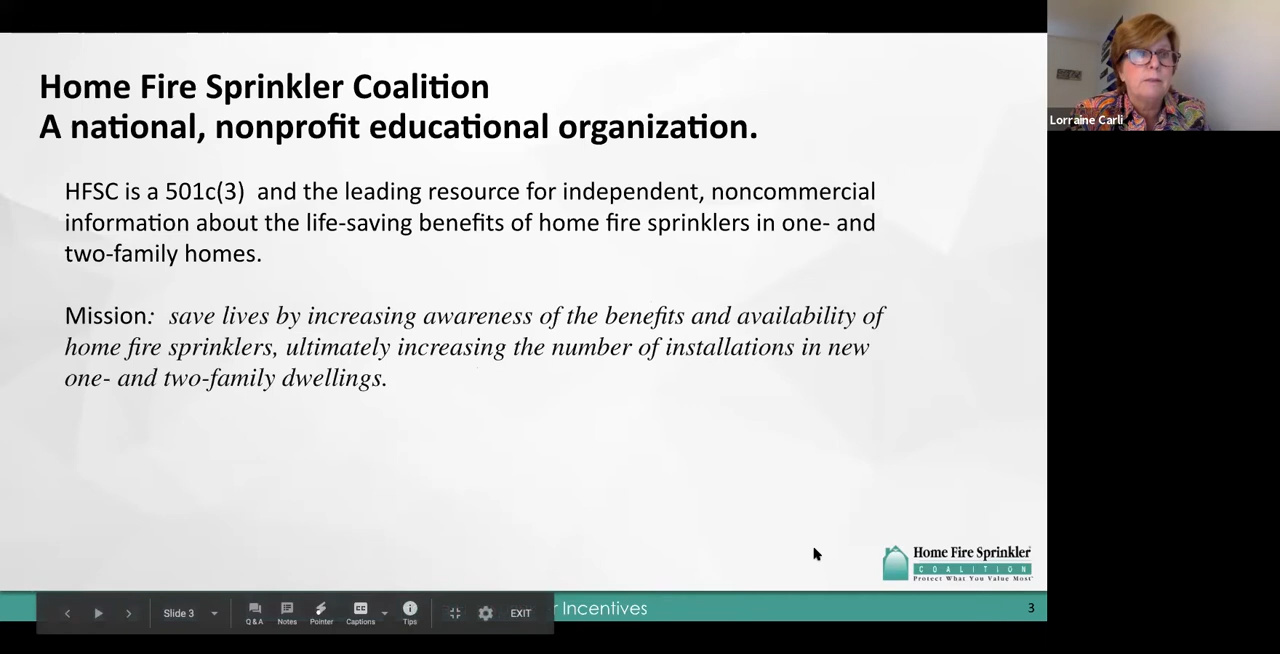 Home Fire Sprinkler Coalition
A national, nonprofit educational organization.
HFSC is a 501c(3) and the leading resource for independent, noncommercial
information about the life-saving benefits of home fire sprinklers in one- and
two-family homes.
Mission: save lives by increasing awareness of the benefits and availability of
home fire sprinklers, ultimately increasing the number of installations in new
one- and two-family dwellings.
Home Fire Sprinkler
COALITION
Protect What You Value Most
Incentives
3
Slide 3
Q & A
Notes
Pointer
Captions
Tips
EXIT
Lorraine Carli